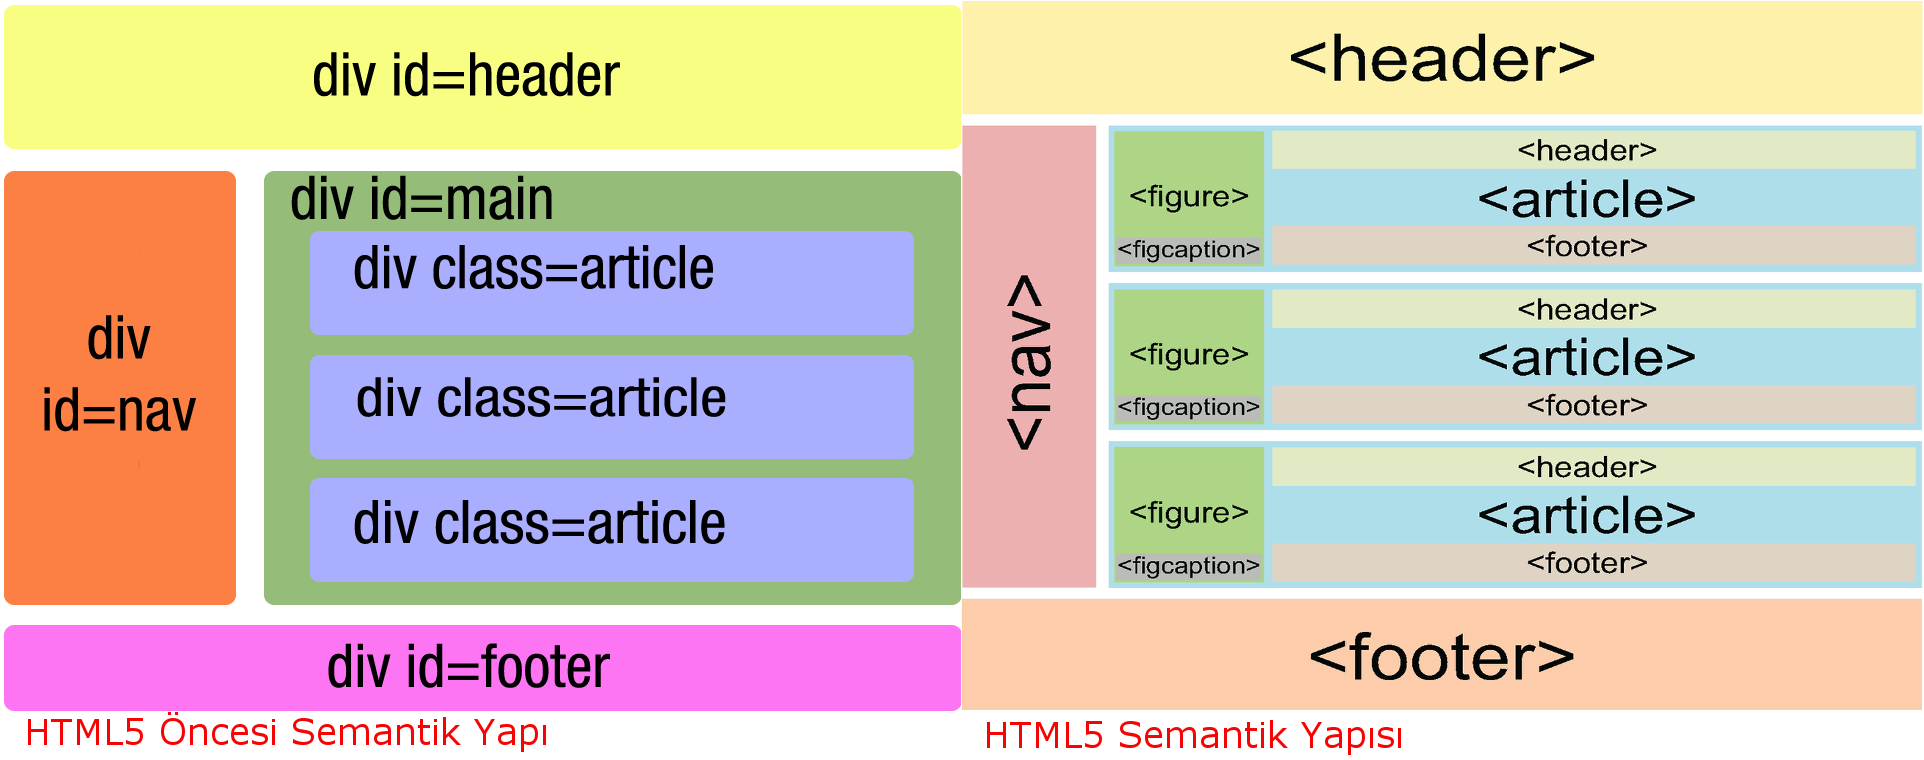 div id=header
div
id=nav
div id=main
div class=article
div class=article
div class=article
div id=footer
HTML5 Öncesi Semantik Yapı
<header>
<nav>
<figure>
<figcaption>
<header>
<article>
<footer>
<figure>
<figcaption>
<header>
<article>
<footer>
<figure>
<figcaption>
<header>
<article>
<footer>
<footer>
HTML5 Semantik Yapısı